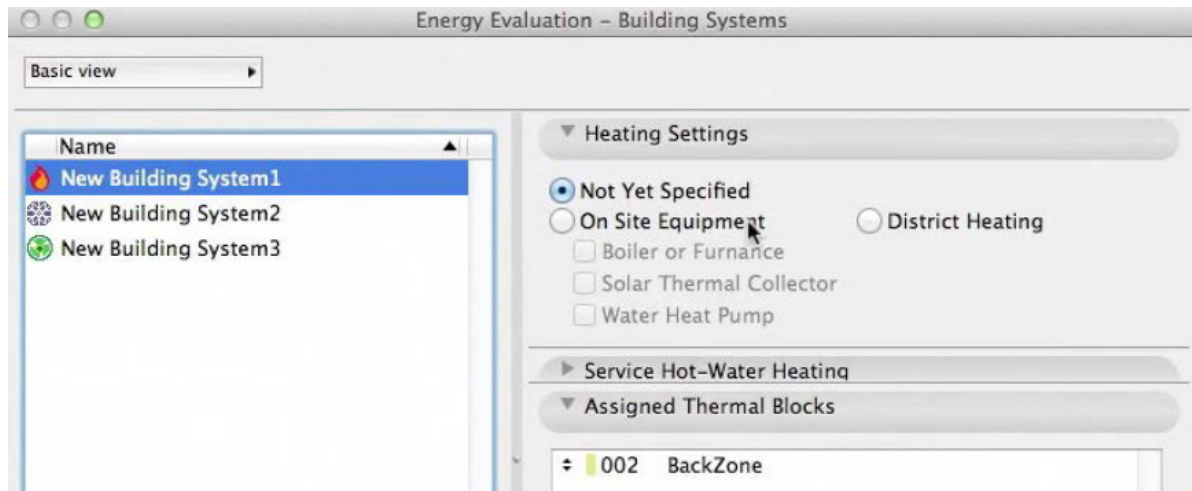 Energy Evaluation – Building Systems
Basic view
Name
New Building System1
New Building System2
New Building System3
Heating Settings
Not Yet Specified
On Site Equipment
District Heating
Boiler or Furnance
Solar Thermal Collector
Water Heat Pump
Service Hot-Water Heating
Assigned Thermal Blocks
002 BackZone